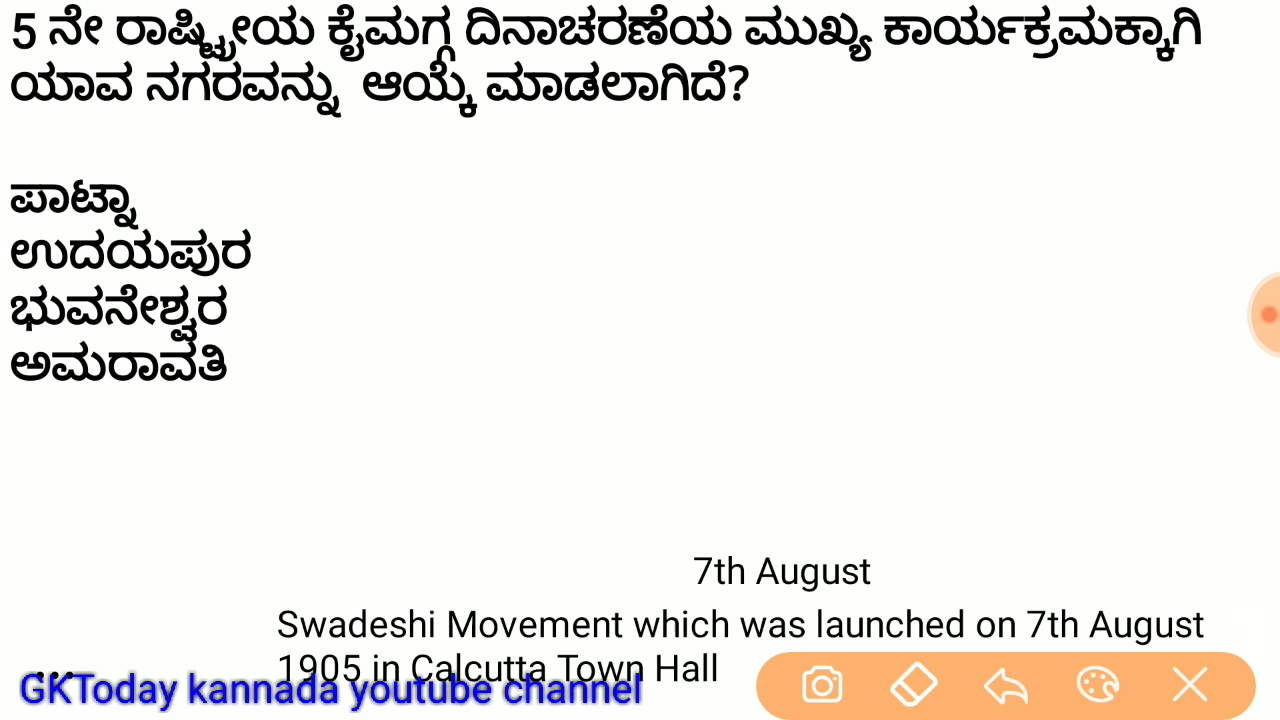 5 ನೇ ರಾಷ್ಟ್ರೀಯ ಕೈಮಗ್ಗ ದಿನಾಚರಣೆಯ ಮುಖ್ಯ ಕಾರ್ಯಕ್ರಮಕ್ಕಾಗಿ
ಯಾವ ನಗರವನ್ನು ಆಯ್ಕೆ ಮಾಡಲಾಗಿದೆ?
ಪಾಟ್ನಾ
ಉದಯಪುರ
ಭುವನೇಶ್ವರ
ಅಮರಾವತಿ
7th August
Swadeshi Movement which was launched on 7th August
1905 in Calcutta Town Hall
GKToday kannada youtube channel